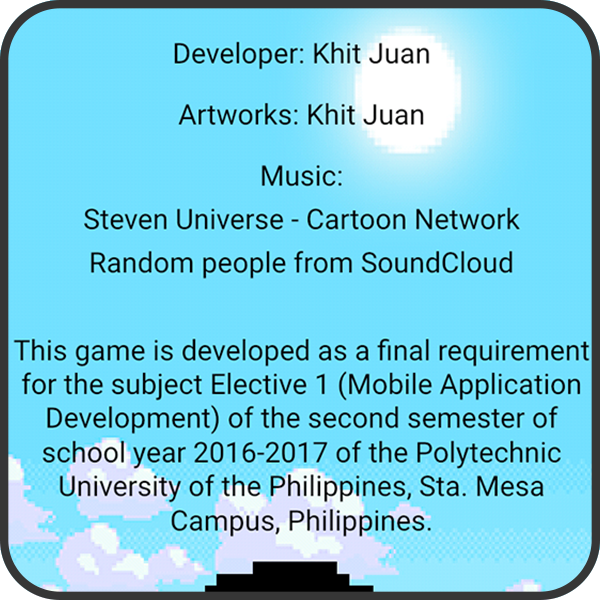 Developer: Khit Juan
Artworks: Khit Juan
Music:
Steven Universe - Cartoon Network
Random people from SoundCloud
This game is developed as a final requirement
for the subject Elective 1 (Mobile Application
Development) of the second semester of
school year 2016-2017 of the Polytechnic
University of the Philippines, Sta. Mesa
Campus, Philippines.